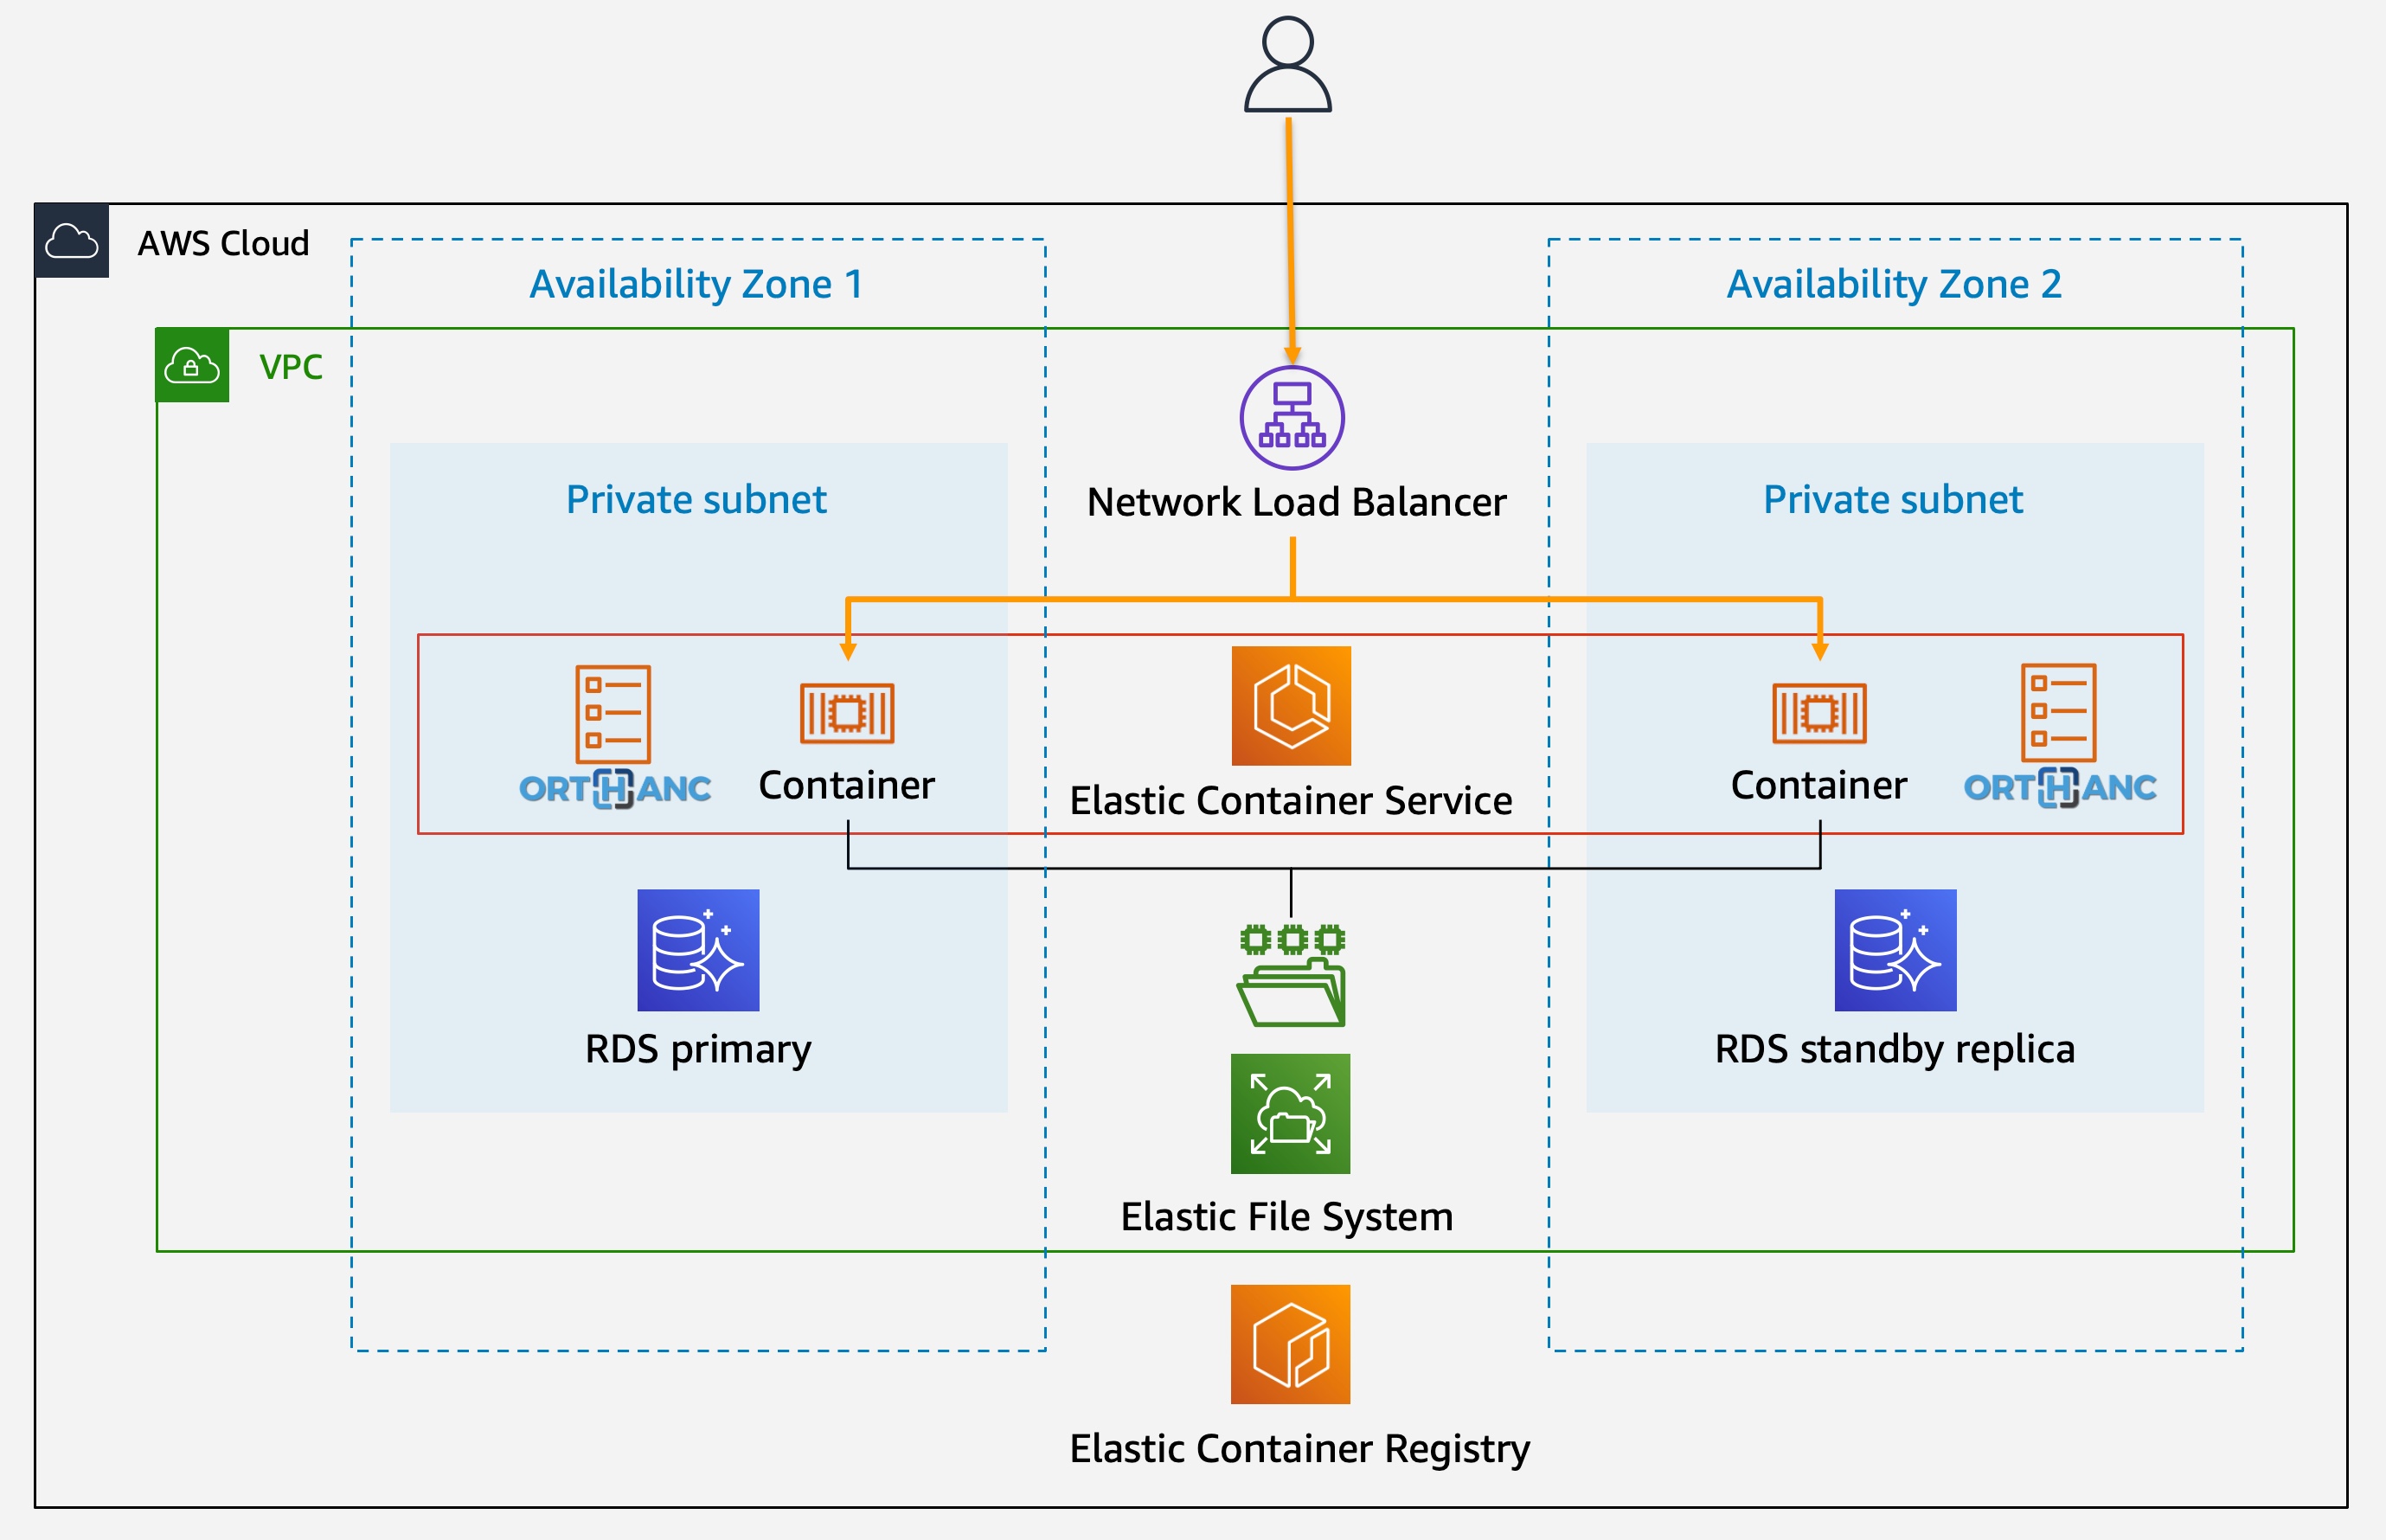 AWS Cloud
Availability Zone 1
Availability Zone 2
VPC
Private subnet
Network Load Balancer
Private subnet
ORTHANC
Container
Elastic Container Service
Container
ORTHANC
RDS primary
RDS standby replica
Elastic File System
Elastic Container Registry